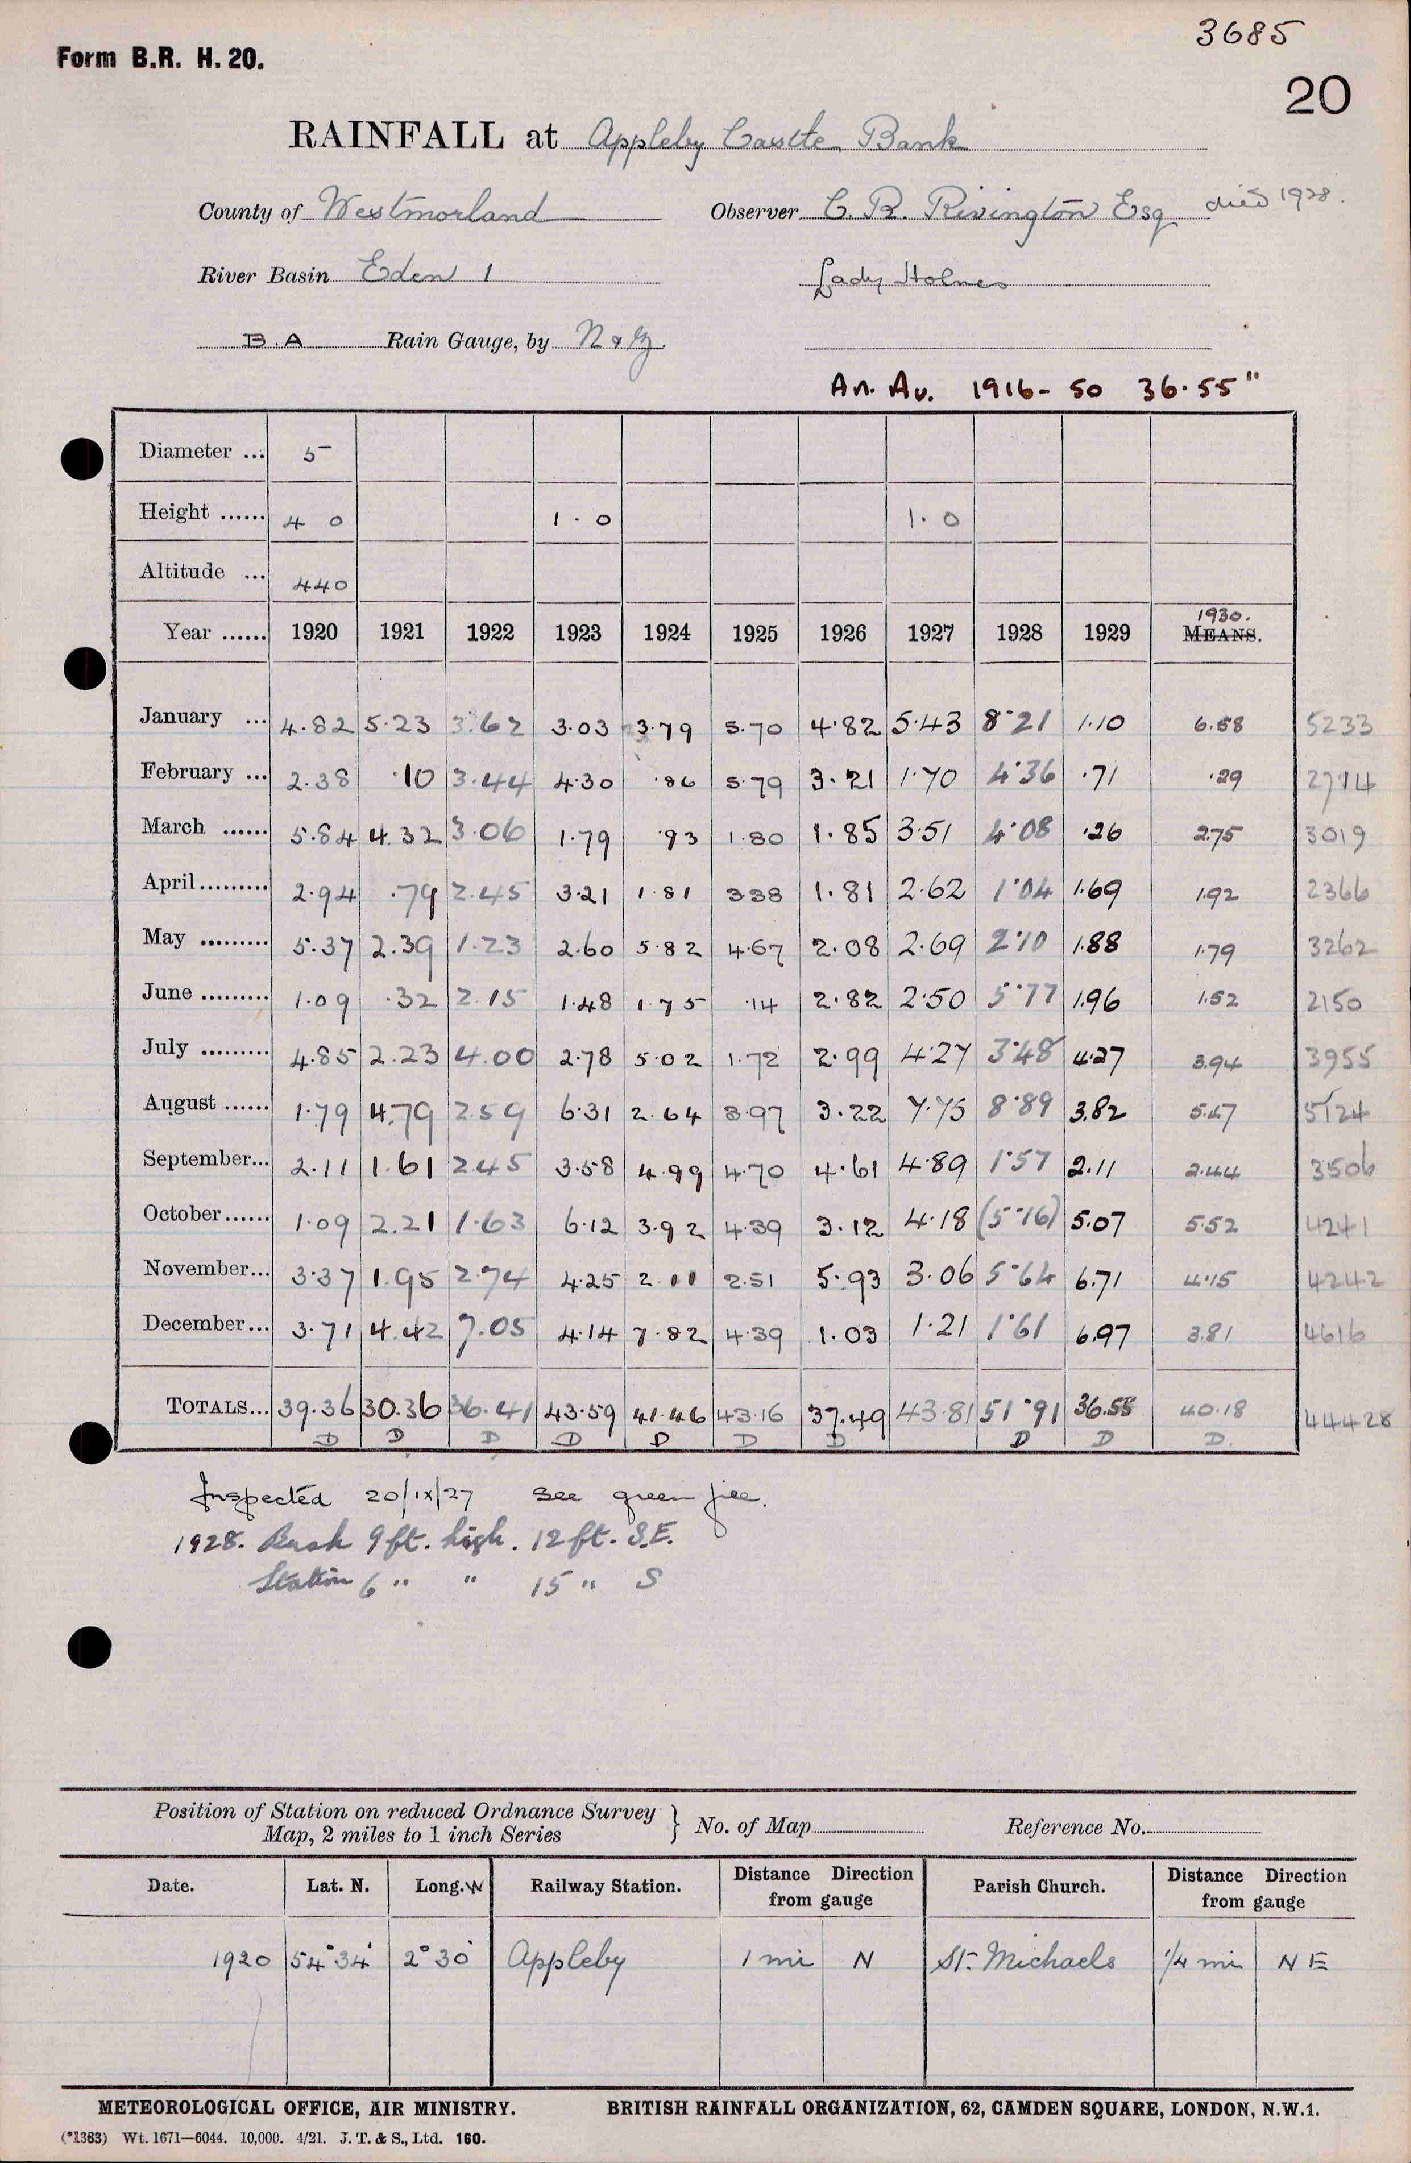 3685
Form B.R. H. 20.
20
RAINFALL at Appleby Castle Bank
County of Westmorland Observer C. R. Rivington Esq died 1928.
River Basin Eden 1 Lady Holmes
B A Rain Gauge, by N & Z
An. Av. 1916-50 36.55"
Diameter ... 5
Height ...... 4 0 1.0 1.0
Altitude ... 440
1930.
Year ...... 1920 1921 1922 1923 1924 1925 1926 1927 1928 1929 MEANS.
January ... 4.82 5.23 3.62 3.03 3.79 5.70 4.82 5.43 8.21 1.10 6.58 5233
February ... 2.38 .10 3.44 4.30 .86 5.79 3.21 1.70 4.36 .71 .29 2774
March ...... 5.84 4.32 3.06 1.79 .93 1.80 1.85 3.51 4.08 .26 2.75 3019
April......... 2.94 .79 2.45 3.21 1.81 3.38 1.81 2.62 1.04 1.69 1.92 2366
May ......... 5.37 2.39 1.23 2.60 5.82 4.67 2.08 2.69 2.10 1.88 1.79 3262
June ......... 1.09 .32 2.15 1.48 1.75 .14 2.82 2.50 5.77 1.96 1.52 2150
July ......... 4.85 2.23 4.00 2.78 5.02 1.72 2.99 4.27 3.48 4.27 3.94 3955
August ...... 1.79 4.79 2.59 6.31 2.64 3.97 3.22 7.75 8.89 3.82 5.47 5124
September... 2.11 1.61 2.45 3.58 4.99 4.70 4.61 4.89 1.57 2.11 2.44 3506
October...... 1.09 2.21 1.63 6.12 3.92 4.39 3.12 4.18 (5.16) 5.07 5.52 4241
November... 3.37 1.95 2.74 4.25 2.11 2.51 5.93 3.06 5.64 6.71 4.15 4242
December... 3.71 4.42 7.05 4.14 7.82 4.39 1.03 1.21 1.61 6.97 3.81 4616
TOTALS... 39.36 30.36 36.41 43.59 41.46 43.16 37.49 43.81 51.91 36.55 40.18 44428
D D D D D D D D D D
Inspected 20/IX/27 see green file.
1928. Bush 9 ft. high. 12 ft. S.E.
Station 6 " " 15 " S
Position of Station on reduced Ordnance Survey
Map, 2 miles to 1 inch Series } No. of Map Reference No.
Date. Lat. N. Long. W Railway Station. Distance Direction from gauge Parish Church. Distance Direction from gauge
1920 54° 34' 2° 30' Appleby 1 mi N St. Michaels 1/4 mi N E
METEOROLOGICAL OFFICE, AIR MINISTRY. BRITISH RAINFALL ORGANIZATION, 62, CAMDEN SQUARE, LONDON, N.W.1.
(*1363) Wt. 1671—6044. 10,000. 4/21. J. T. & S., Ltd. 160.